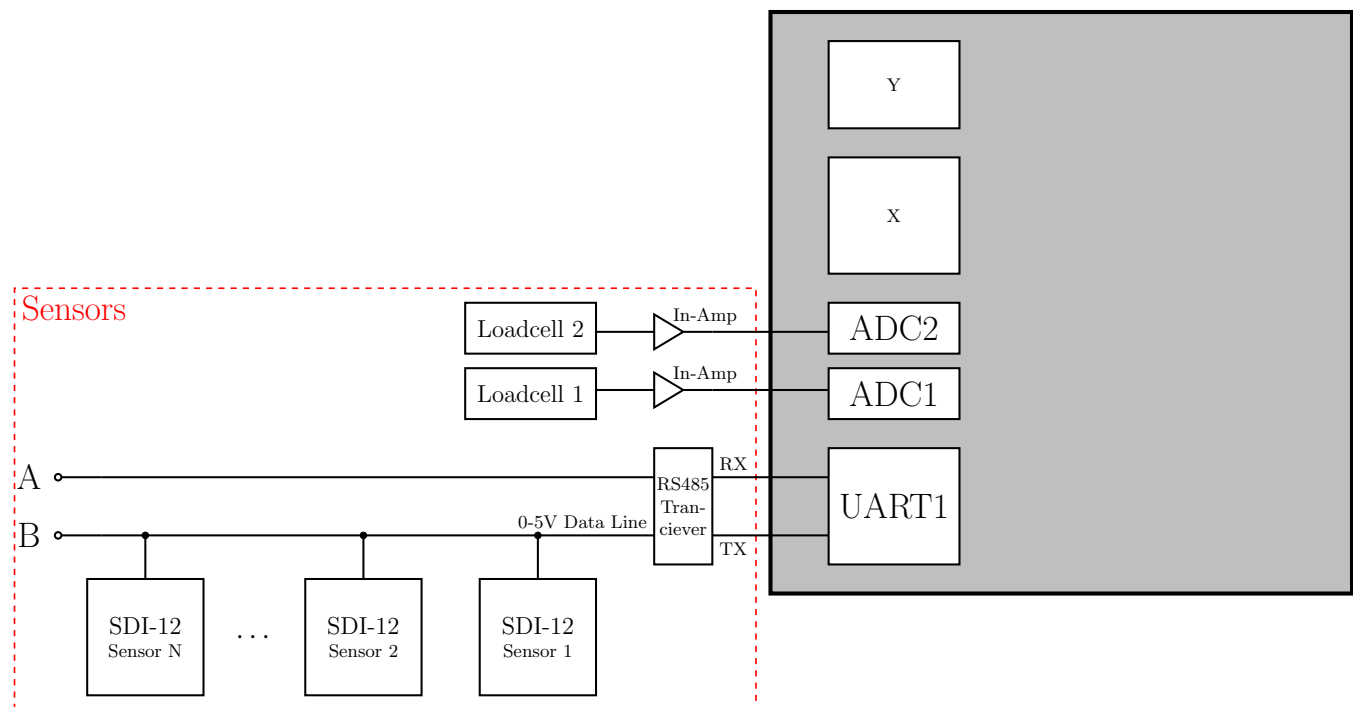 Y
X
Sensors
In-Amp
Loadcell 2
ADC2
In-Amp
Loadcell 1
ADC1
RX
A
RS485
Tran-
ciever
UART1
0-5V Data Line
B
TX
SDI-12
Sensor N
...
SDI-12
Sensor 2
SDI-12
Sensor 1